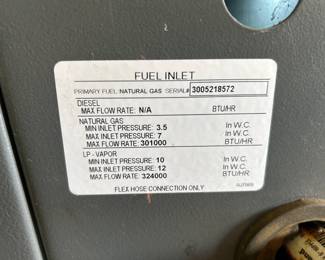 FUEL INLET
PRIMARY FUEL: NATURAL GAS SERIAL# 3005218572
DIESEL
MAX FLOW RATE: N/A BTU/HR
NATURAL GAS
MIN INLET PRESSURE: 3.5 In W.C.
MAX INLET PRESSURE: 7 In W.C.
MAX FLOW RATE: 301000 BTU/HR
LP - VAPOR
MIN INLET PRESSURE: 10 In W.C.
MAX INLET PRESSURE: 12 In W.C.
MAX FLOW RATE: 324000 BTU/HR
FLEX HOSE CONNECTION ONLY